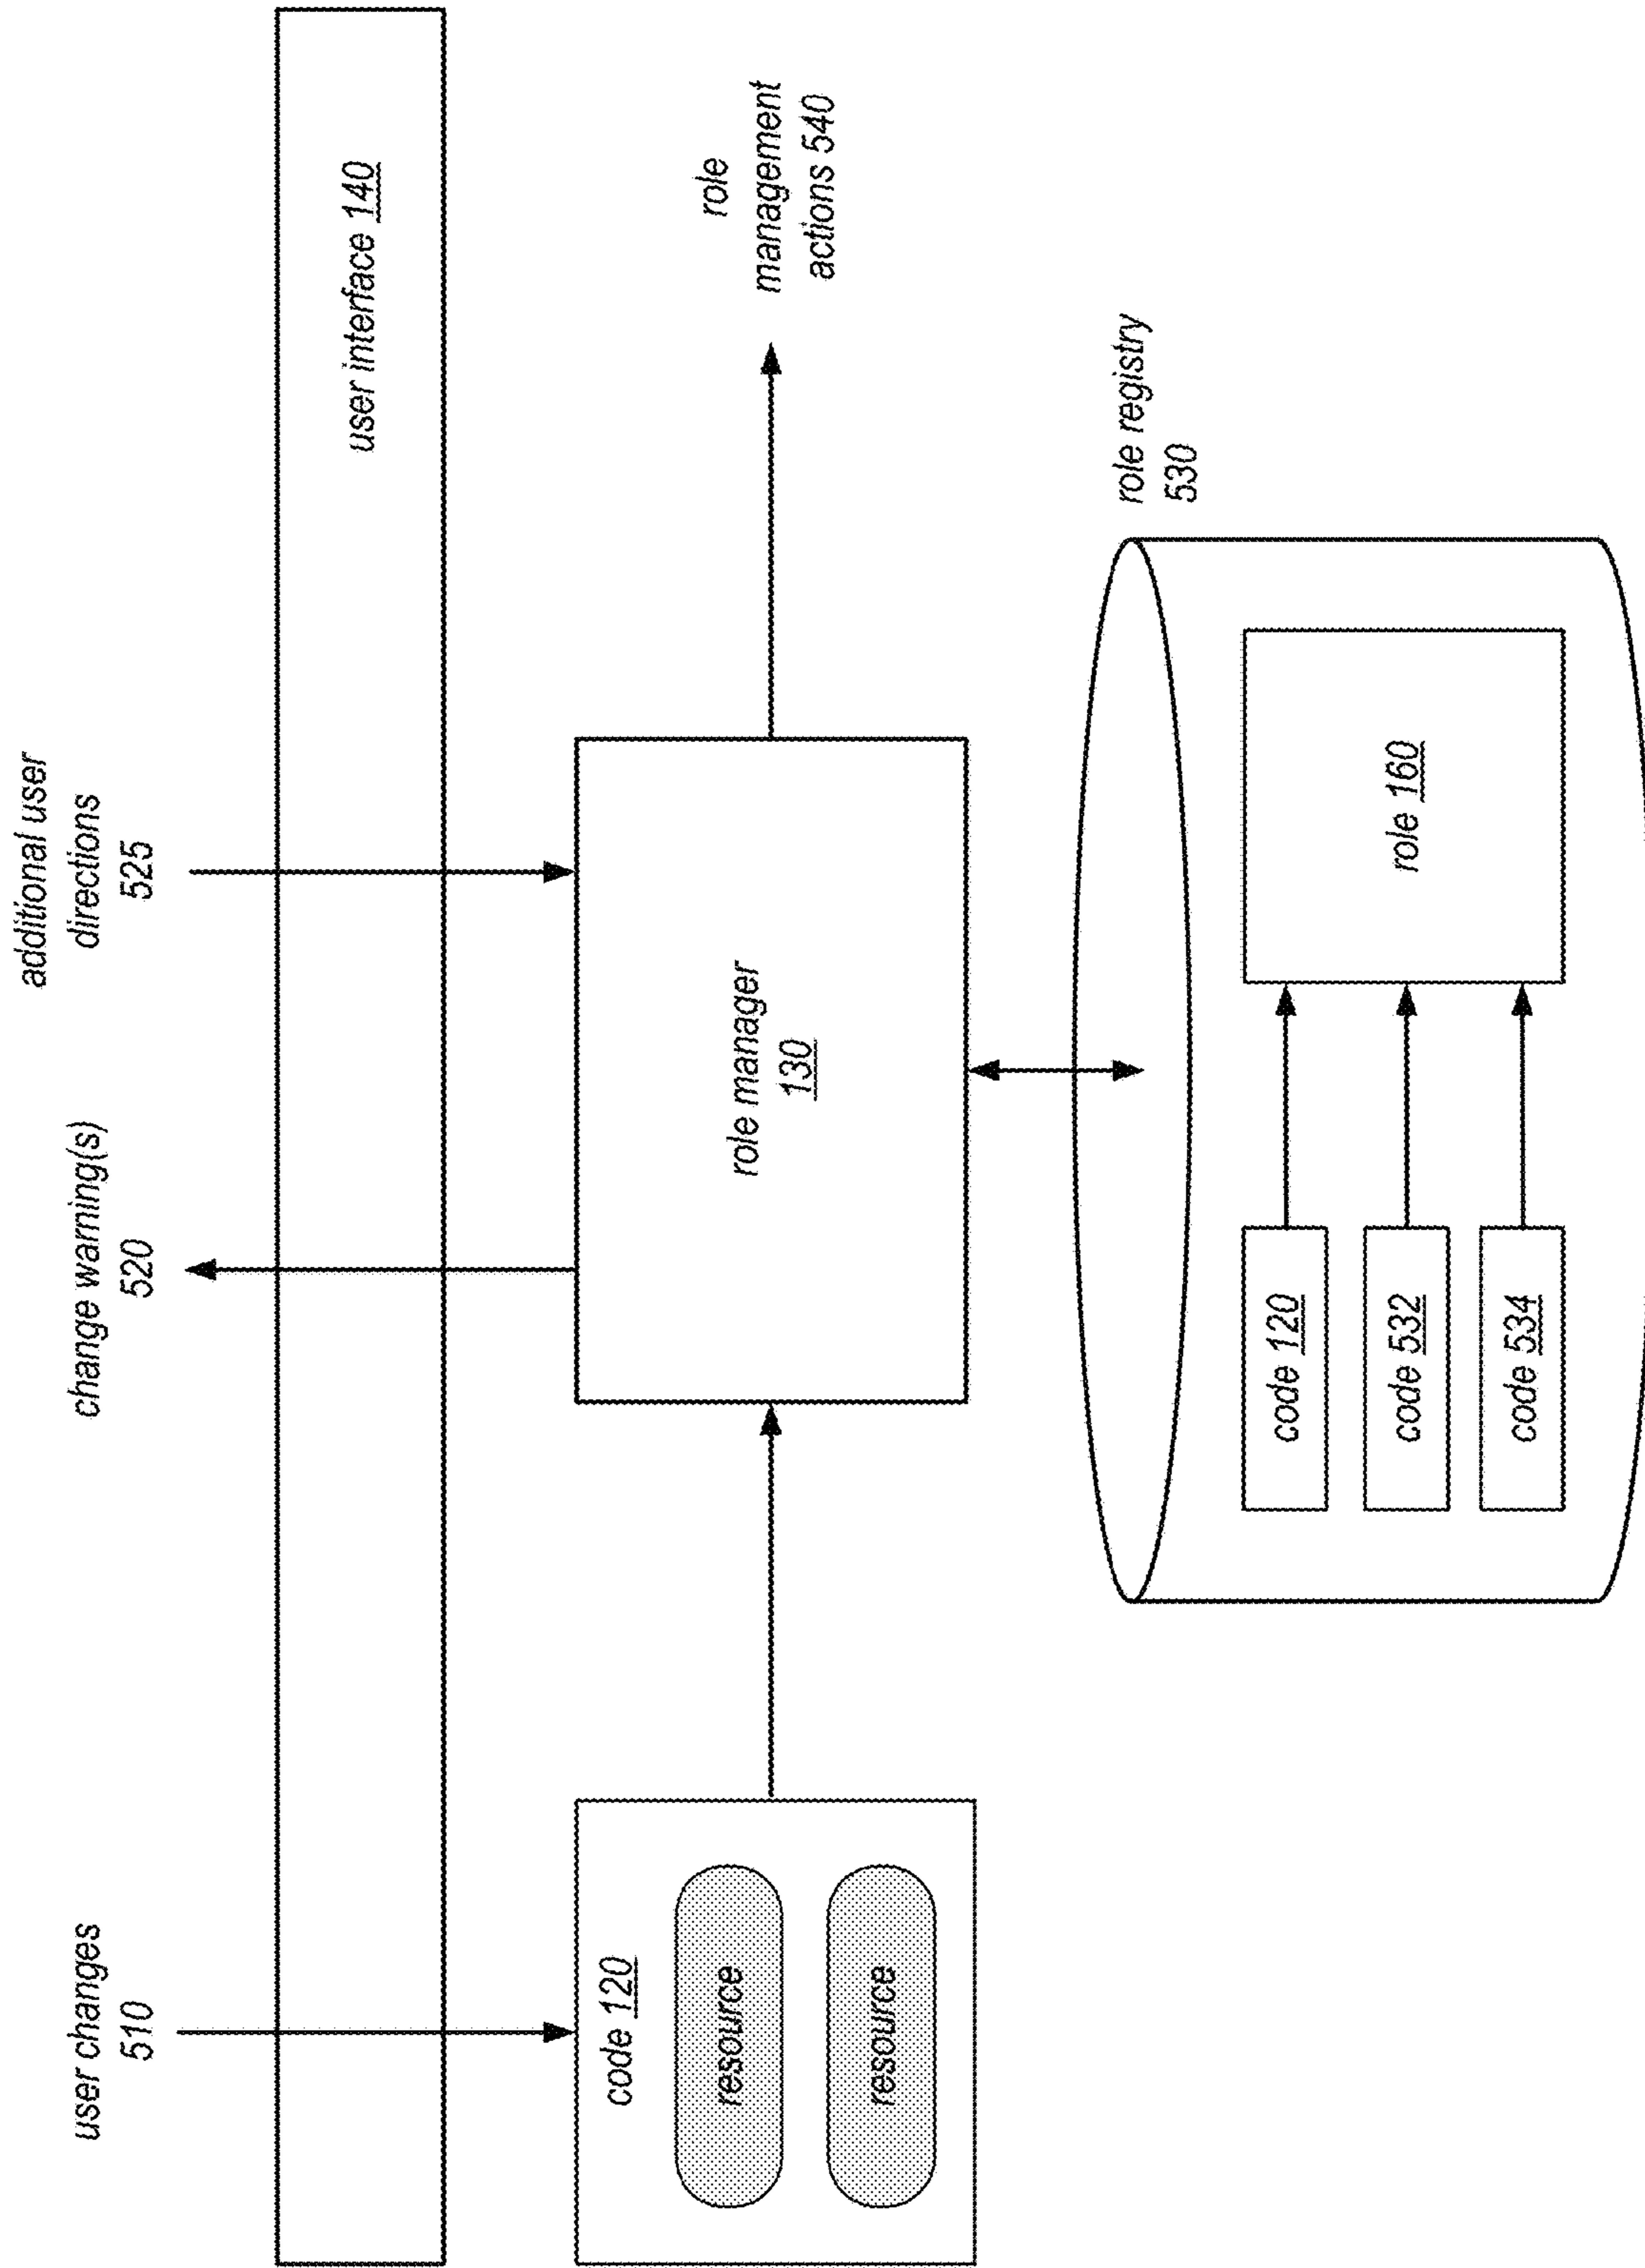 user changes
510
change warning(s)
520
additional user
directions
525
user interface 140
code 120
resource
resource
role manager
130
role
management
actions 540
role registry
530
code 120
code 532
code 534
role 160